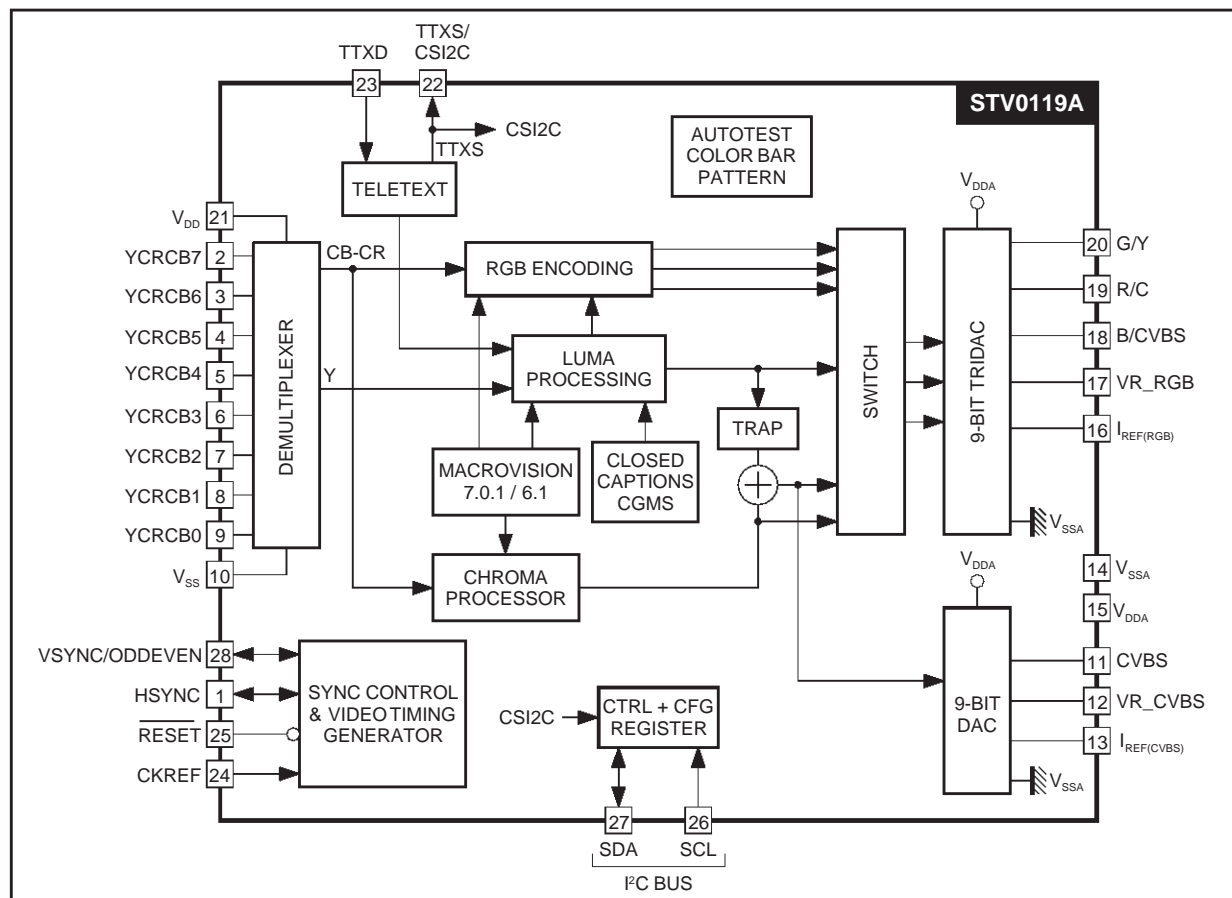 TTXD
TTXS/
CSI2C
23
22
STV0119A
CSI2C
TTXS
AUTOTEST
COLOR BAR
PATTERN
TELETEXT
VDD
21
VDDA
YCRCB7
2
CB-CR
RGB ENCODING
20
G/Y
YCRCB6
3
19
R/C
YCRCB5
4
18
B/CVBS
DEMULTIPLEXER
LUMA
PROCESSING
SWITCH
9-BIT TRIDAC
YCRCB4
5
Y
17
VR_RGB
YCRCB3
6
TRAP
16
IREF(RGB)
YCRCB2
7
MACROVISION
7.0.1 / 6.1
CLOSED
CAPTIONS
CGMS
+
YCRCB1
8
YCRCB0
9
VSSA
VSS
10
CHROMA
PROCESSOR
VDDA
14
VSSA
15
VDDA
VSYNC/ODDEVEN
28
11
CVBS
HSYNC
1
SYNC CONTROL
& VIDEO TIMING
GENERATOR
CSI2C
CTRL + CFG
REGISTER
9-BIT
DAC
12
VR_CVBS
RESET
25
13
IREF(CVBS)
CKREF
24
VSSA
27
26
SDA
SCL
I²C BUS